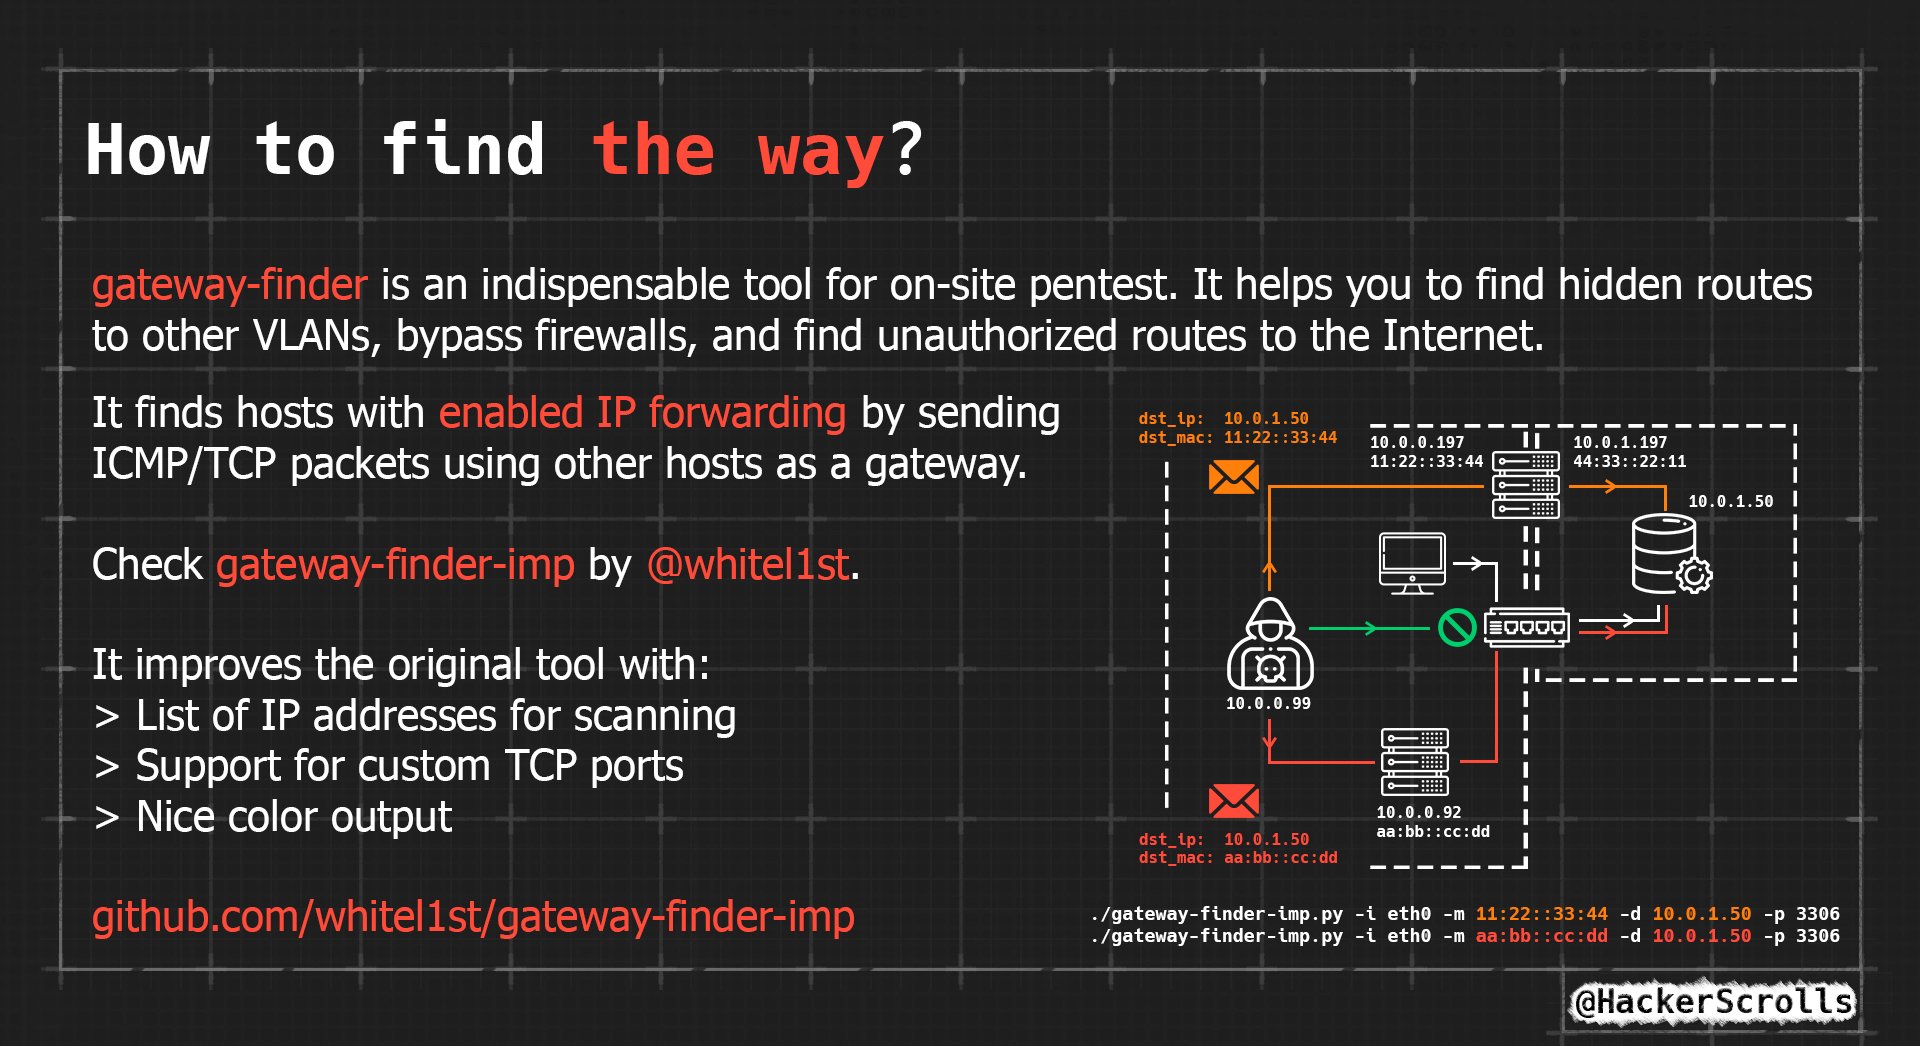 How to find the way?
gateway-finder is an indispensable tool for on-site pentest. It helps you to find hidden routes
to other VLANs, bypass firewalls, and find unauthorized routes to the Internet.
It finds hosts with enabled IP forwarding by sending
ICMP/TCP packets using other hosts as a gateway.
Check gateway-finder-imp by @whitel1st.
It improves the original tool with:
> List of IP addresses for scanning
> Support for custom TCP ports
> Nice color output
github.com/whitel1st/gateway-finder-imp
dst_ip: 10.0.1.50
dst_mac: 11:22::33:44
10.0.0.197
11:22::33:44
10.0.1.197
44:33::22:11
10.0.1.50
10.0.0.99
10.0.0.92
aa:bb::cc:dd
dst_ip: 10.0.1.50
dst_mac: aa:bb::cc:dd
./gateway-finder-imp.py -i eth0 -m 11:22::33:44 -d 10.0.1.50 -p 3306
./gateway-finder-imp.py -i eth0 -m aa:bb::cc:dd -d 10.0.1.50 -p 3306
@HackerScrolls